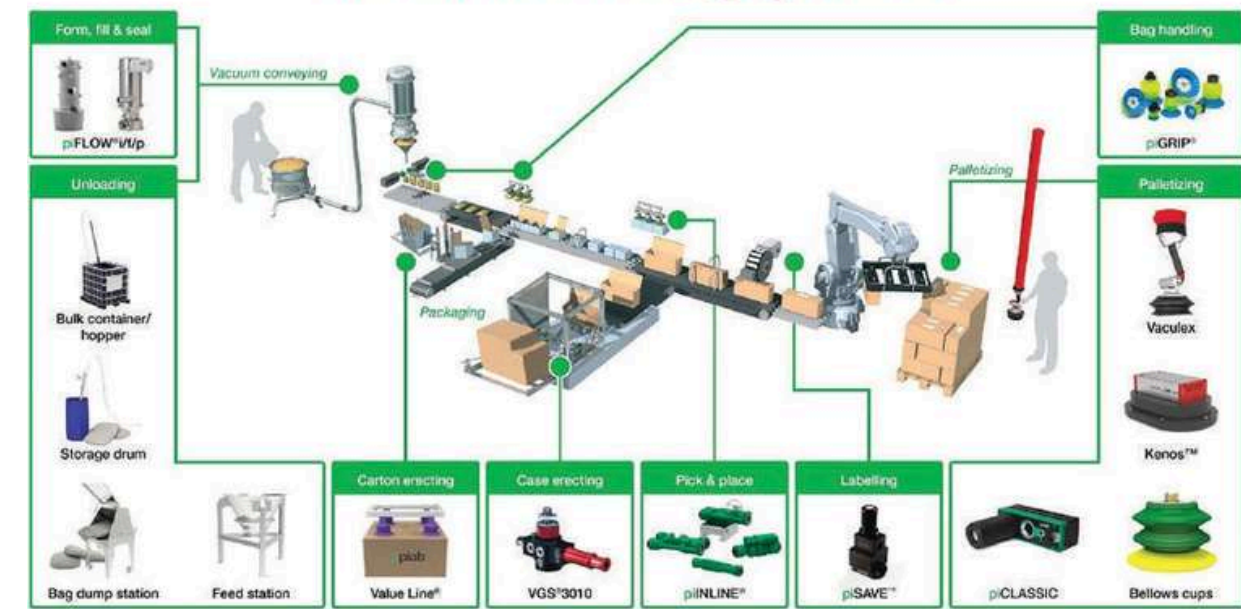 Form, fill & seal
piFLOW®i/f/p
Vacuum conveying
Bag handling
piGRIP®
Unloading
Bulk container/
hopper
Storage drum
Bag dump station
Feed station
Packaging
Palletizing
Palletizing
Vaculex
Kenos™
Bellows cups
piCLASSIC
Carton erecting
piab
Value Line®
Case erecting
VGS®3010
Pick & place
piINLINE®
Labelling
piSAVE™